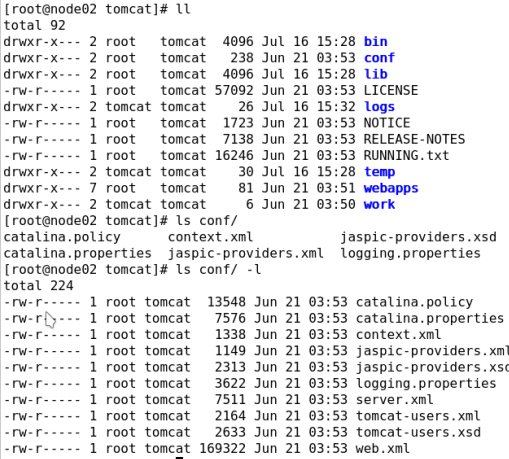 [root@node02 tomcat]# ll
total 92
drwxr-x--- 2 root   tomcat  4096 Jul 16 15:28 bin
drwxr-x--- 2 root   tomcat   238 Jun 21 03:53 conf
drwxr-x--- 2 root   tomcat  4096 Jul 16 15:28 lib
-rw-r----- 1 root   tomcat 57092 Jun 21 03:53 LICENSE
drwxr-x--- 2 tomcat tomcat    26 Jul 16 15:32 logs
-rw-r----- 1 root   tomcat  1723 Jun 21 03:53 NOTICE
-rw-r----- 1 root   tomcat  7138 Jun 21 03:53 RELEASE-NOTES
-rw-r----- 1 root   tomcat 16246 Jun 21 03:53 RUNNING.txt
drwxr-x--- 2 tomcat tomcat    30 Jul 16 15:28 temp
drwxr-x--- 7 root   tomcat    81 Jun 21 03:51 webapps
drwxr-x--- 2 tomcat tomcat     6 Jun 21 03:50 work
[root@node02 tomcat]# ls conf/
catalina.policy      context.xml           jaspic-providers.xsd
catalina.properties  jaspic-providers.xml  logging.properties
[root@node02 tomcat]# ls conf/ -l
total 224
-rw-r----- 1 root tomcat  13548 Jun 21 03:53 catalina.policy
-rw-r----- 1 root tomcat   7576 Jun 21 03:53 catalina.properties
-rw-r----- 1 root tomcat   1338 Jun 21 03:53 context.xml
-rw-r----- 1 root tomcat   1149 Jun 21 03:53 jaspic-providers.xml
-rw-r----- 1 root tomcat   2313 Jun 21 03:53 jaspic-providers.xsd
-rw-r----- 1 root tomcat   3622 Jun 21 03:53 logging.properties
-rw-r----- 1 root tomcat   7511 Jun 21 03:53 server.xml
-rw-r----- 1 root tomcat   2164 Jun 21 03:53 tomcat-users.xml
-rw-r----- 1 root tomcat   2633 Jun 21 03:53 tomcat-users.xsd
-rw-r----- 1 root tomcat 169322 Jun 21 03:53 web.xml